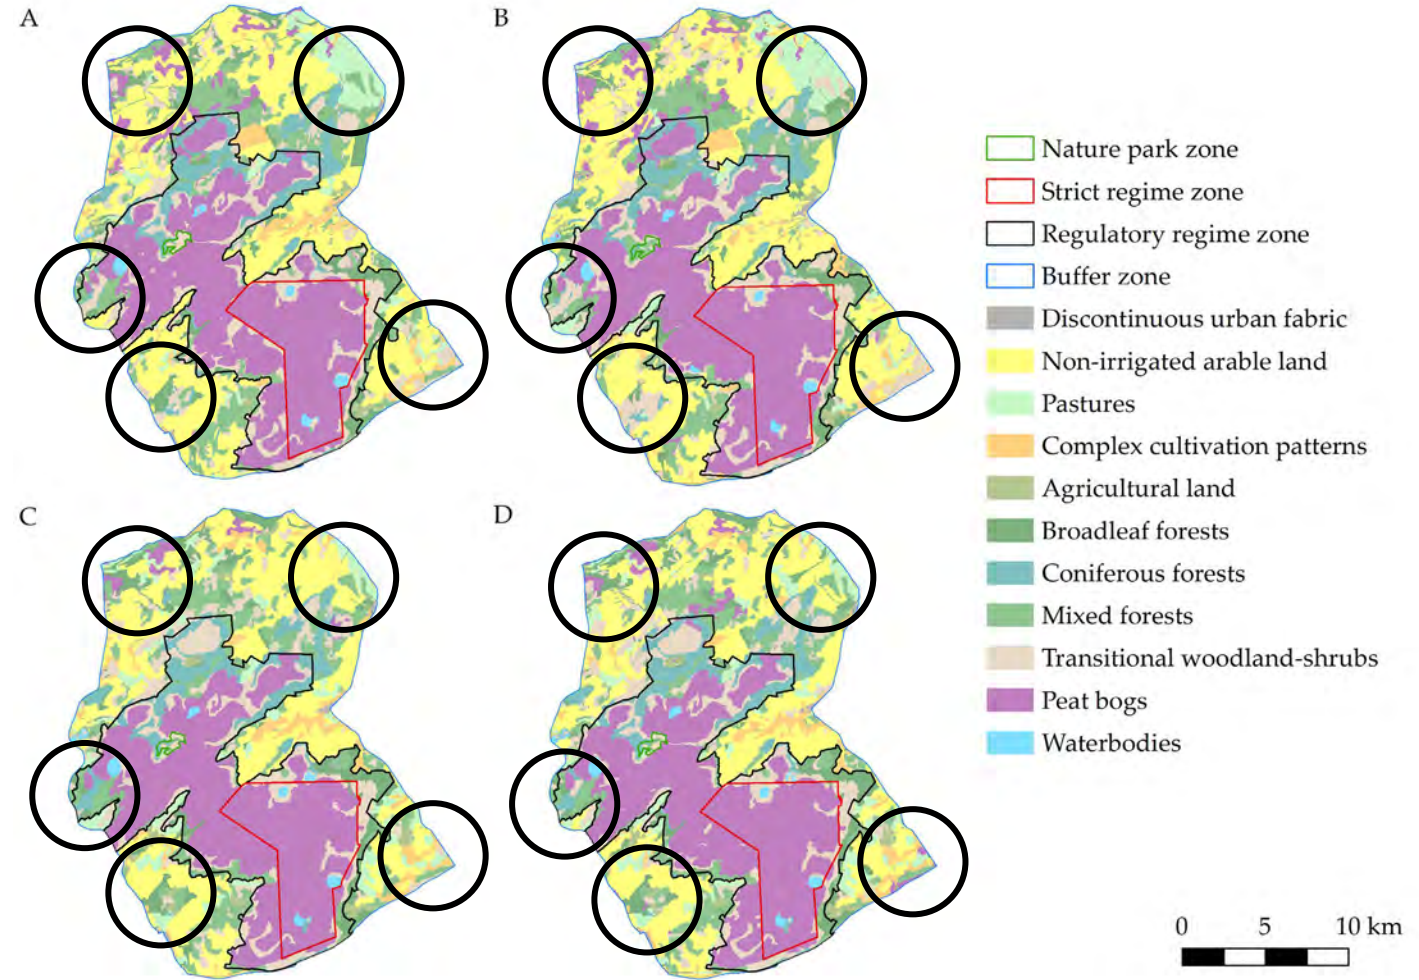 A
B
C
D
Nature park zone
Strict regime zone
Regulatory regime zone
Buffer zone
Discontinuous urban fabric
Non-irrigated arable land
Pastures
Complex cultivation patterns
Agricultural land
Broadleaf forests
Coniferous forests
Mixed forests
Transitional woodland-shrubs
Peat bogs
Waterbodies
0 5 10 km